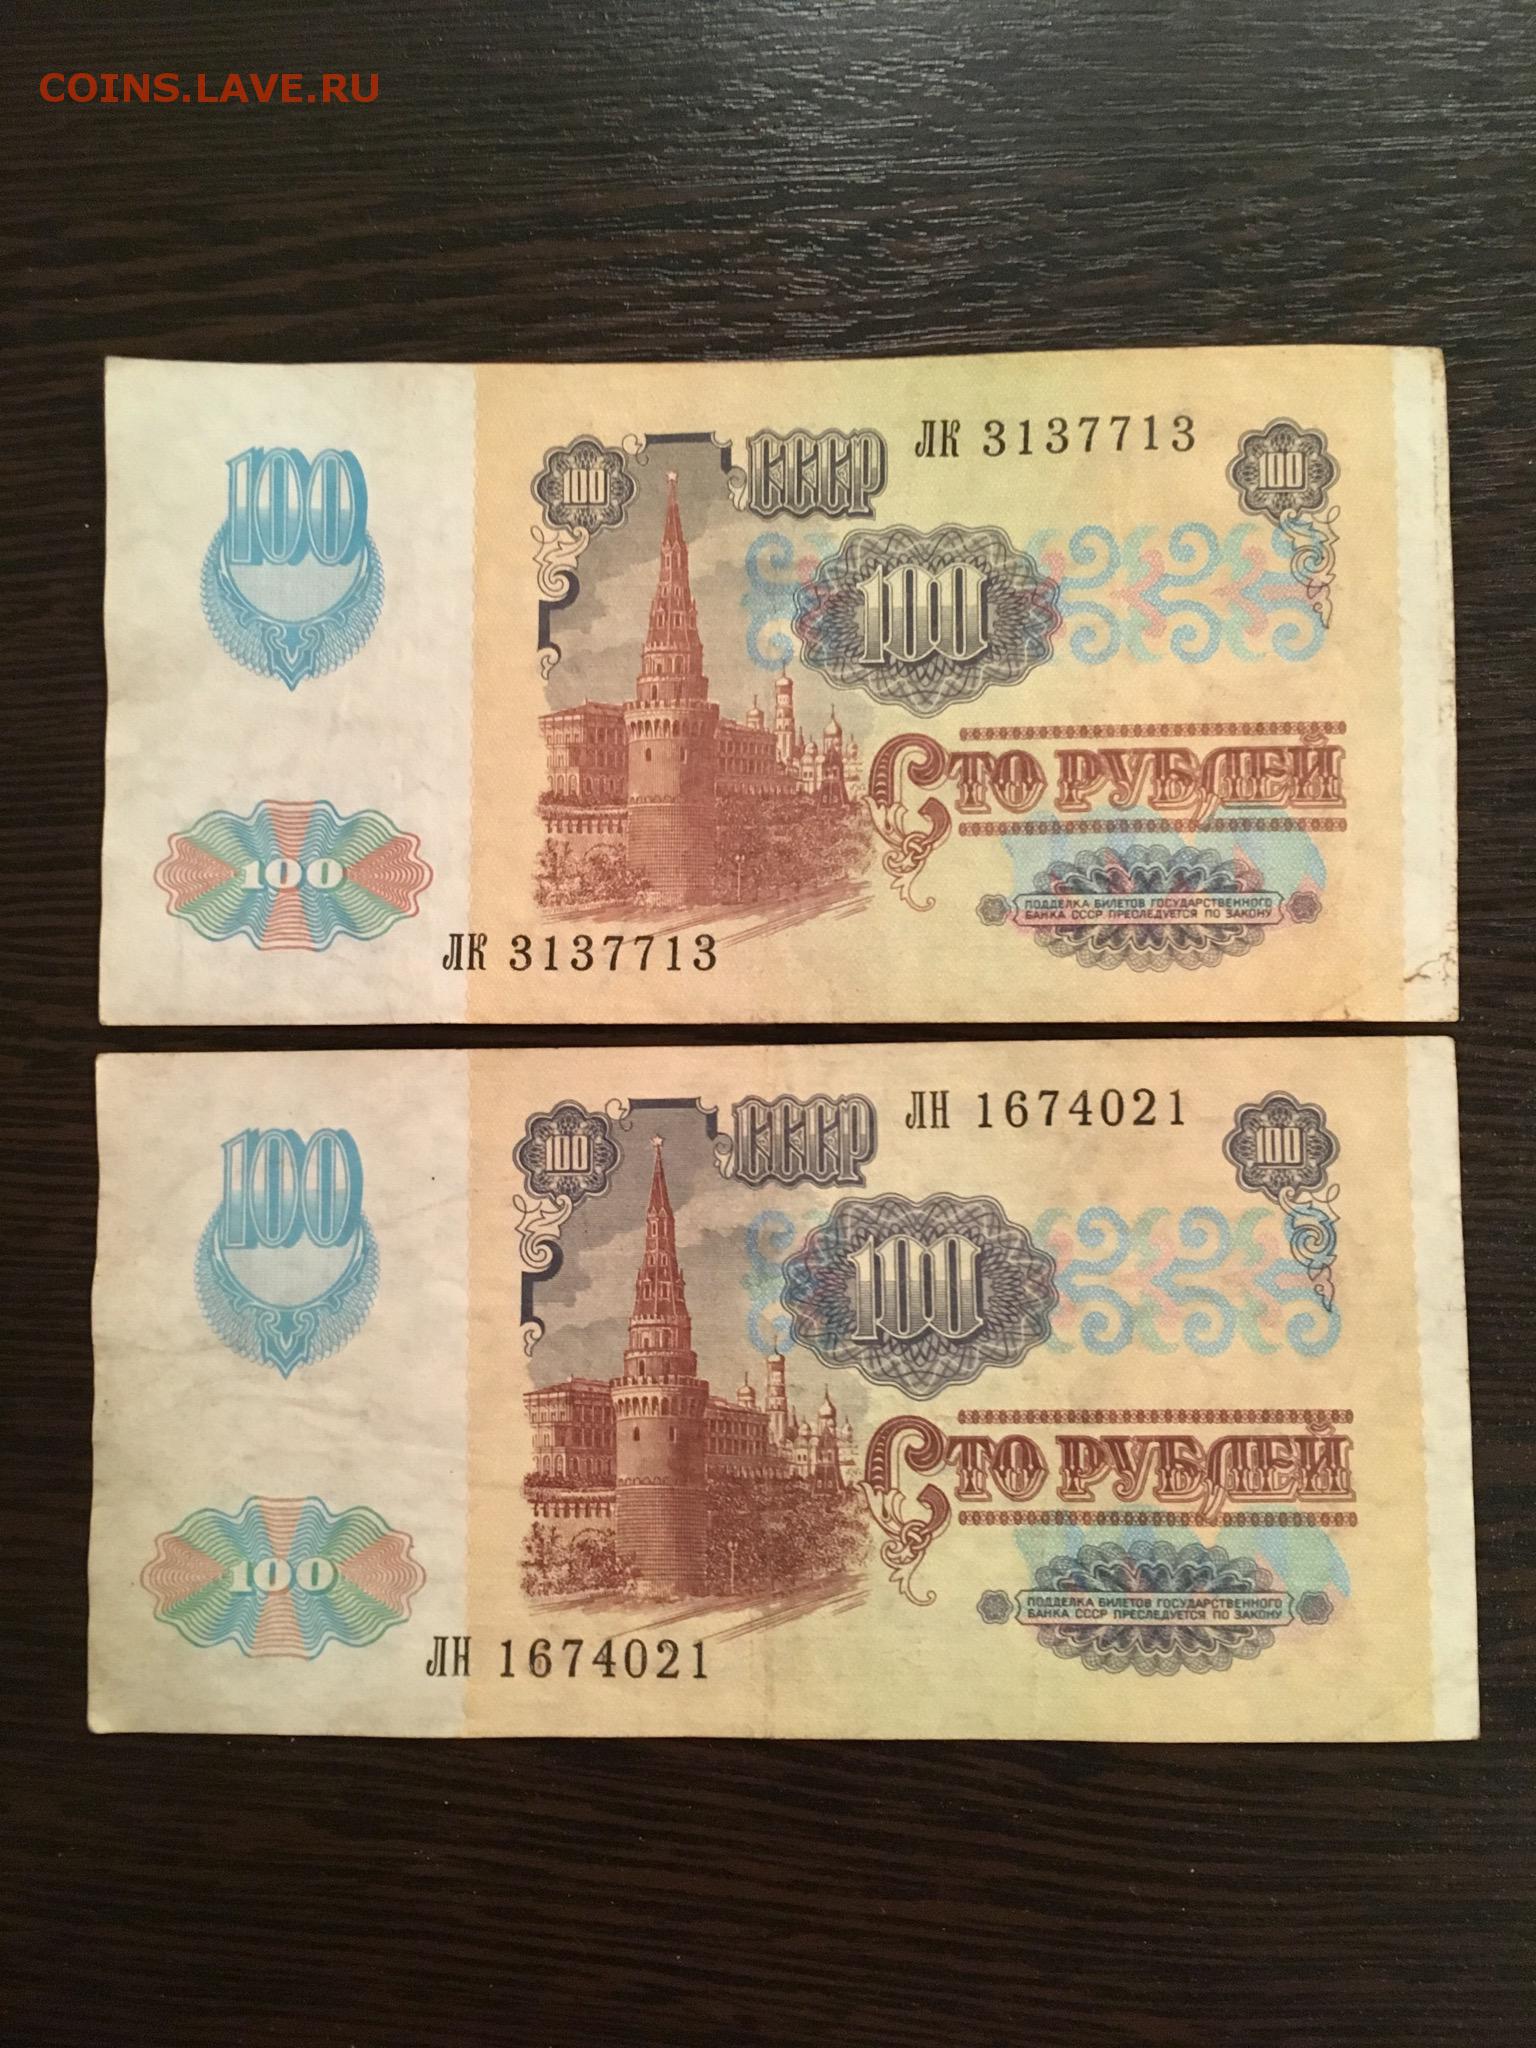 COINS.LAVE.RU
100
100
СССР
ЛК 3137713
100
100
СТО РУБЛЕЙ
100
ПОДДЕЛКА БИЛЕТОВ ГОСУДАРСТВЕННОГО
БАНКА СССР ПРЕСЛЕДУЕТСЯ ПО ЗАКОНУ
ЛК 3137713
100
100
СССР
ЛН 1674021
100
100
СТО РУБЛЕЙ
100
ПОДДЕЛКА БИЛЕТОВ ГОСУДАРСТВЕННОГО
БАНКА СССР ПРЕСЛЕДУЕТСЯ ПО ЗАКОНУ
ЛН 1674021